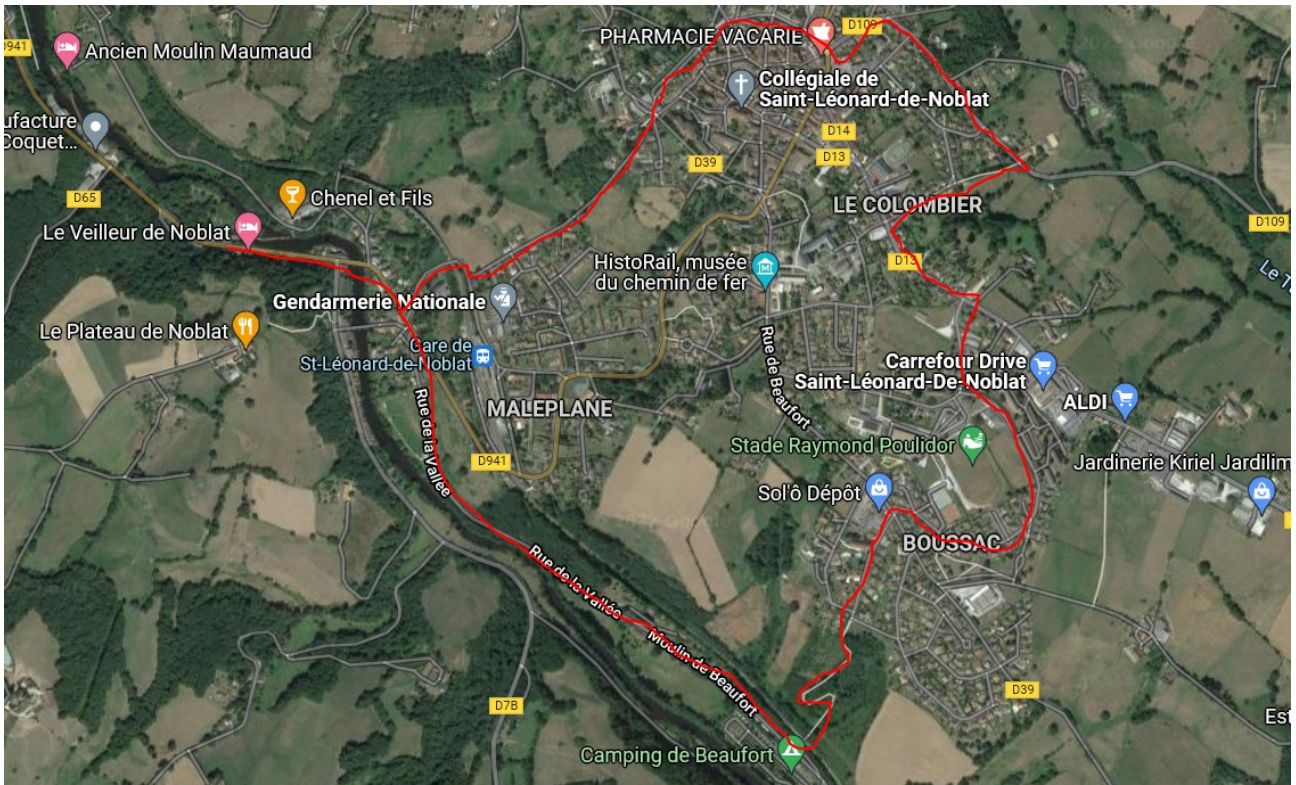 D941
Ancien Moulin Maumaud
ufacture
Coquet...
D65
Chenel et Fils
Le Veilleur de Noblat
Le Plateau de Noblat
Gendarmerie Nationale
Gare de
St-Léonard-de-Noblat
MALEPLANE
Rue de la Vallée
D941
PHARMACIE VACARIE
D109
Collégiale de
Saint-Léonard-de-Noblat
D14
D39
D13
LE COLOMBIER
D109
D13
HistoRail, musée
du chemin de fer
Rue de Beaufort
Carrefour Drive
Saint-Léonard-De-Noblat
ALDI
Stade Raymond Poulidor
Jardinerie Kiriel Jardilim
Sol'ô Dépôt
BOUSSAC
Rue de la Vallée
Moulin de Beaufort
D7B
D39
Est
Camping de Beaufort